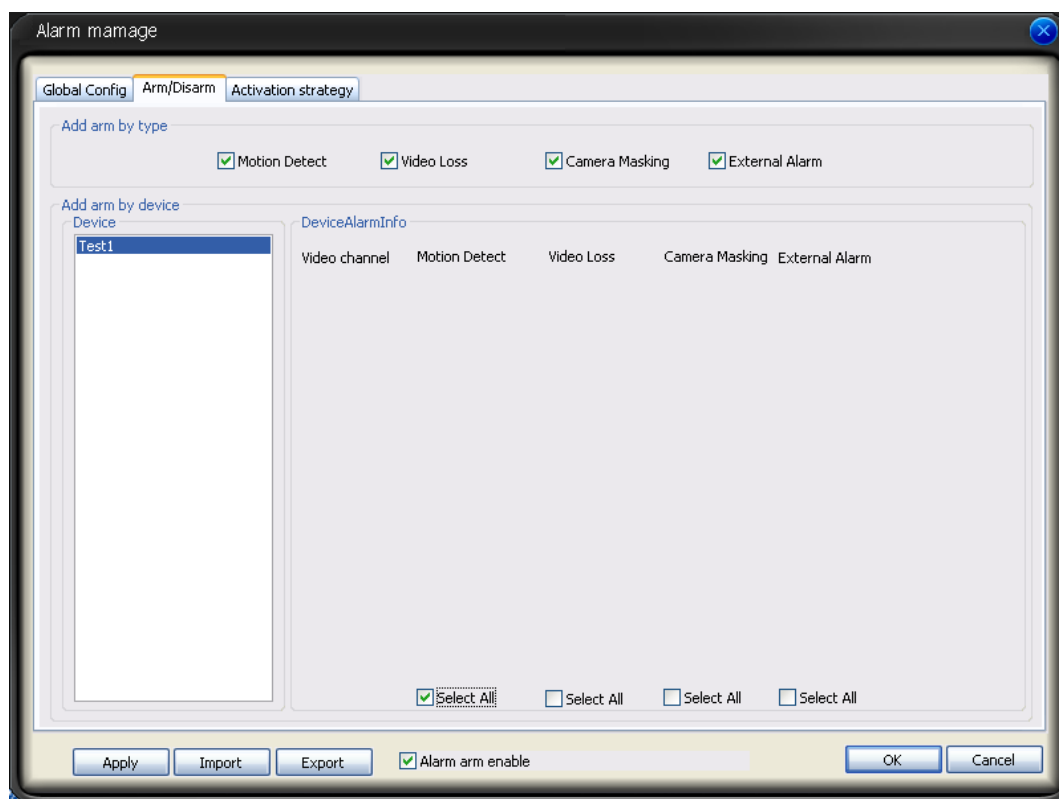 Alarm mamage
Global Config Arm/Disarm Activation strategy
Add arm by type
Motion Detect Video Loss Camera Masking External Alarm
Add arm by device
Device DeviceAlarmInfo
Test1
Video channel Motion Detect Video Loss Camera Masking External Alarm
Select All Select All Select All Select All
Apply Import Export Alarm arm enable OK Cancel